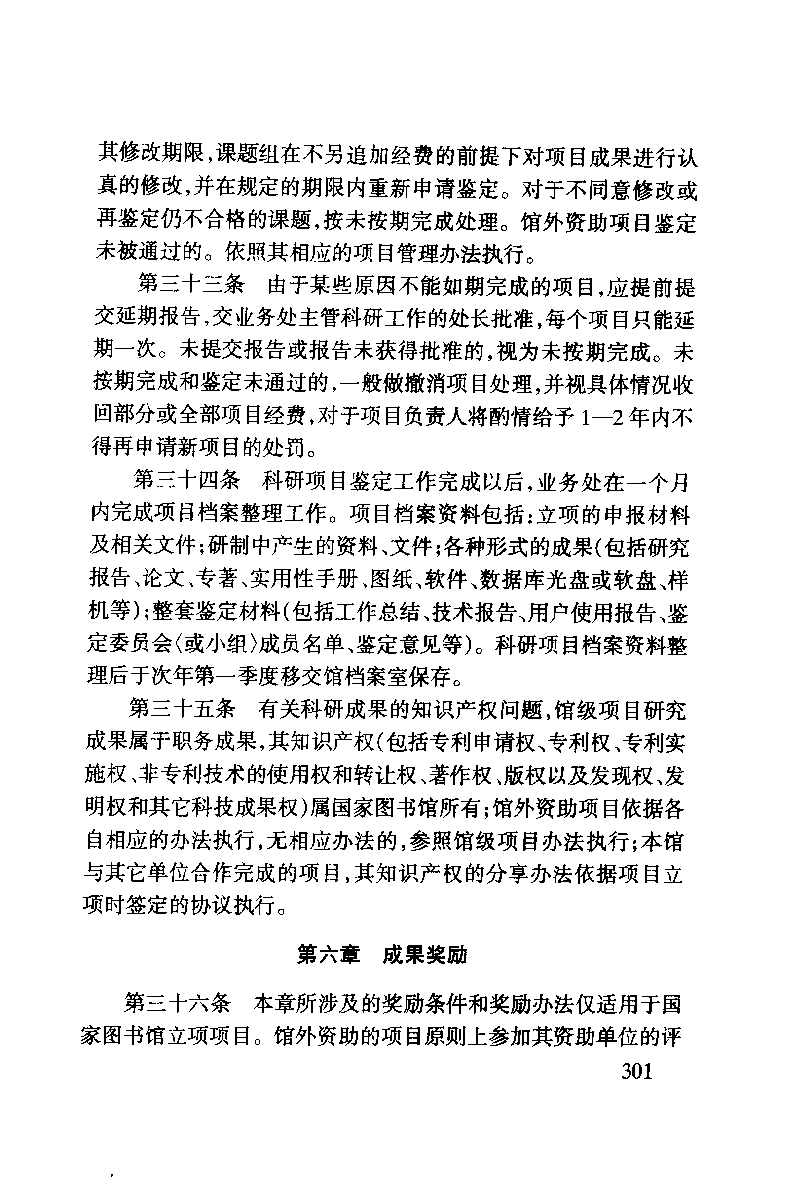 其修改期限,课题组在不另追加经费的前提下对项目成果进行认
真的修改,并在规定的期限内重新申请鉴定。对于不同意修改或
再鉴定仍不合格的课题,按未按期完成处理。馆外资助项目鉴定
未被通过的。依照其相应的项目管理办法执行。
第三十三条 由于某些原因不能如期完成的项目,应提前提
交延期报告,交业务处主管科研工作的处长批准,每个项目只能延
期一次。未提交报告或报告未获得批准的,视为未按期完成。未
按期完成和鉴定未通过的,一般做撤消项目处理,并视具体情况收
回部分或全部项目经费,对于项目负责人将酌情给予 1—2 年内不
得再申请新项目的处罚。
第三十四条 科研项目鉴定工作完成以后,业务处在一个月
内完成项目档案整理工作。项目档案资料包括:立项的申报材料
及相关文件;研制中产生的资料、文件;各种形式的成果(包括研究
报告、论文、专著、实用性手册、图纸、软件、数据库光盘或软盘、样
机等);整套鉴定材料(包括工作总结、技术报告、用户使用报告、鉴
定委员会〈或小组〉成员名单、鉴定意见等)。科研项目档案资料整
理后于次年第一季度移交馆档案室保存。
第三十五条 有关科研成果的知识产权问题,馆级项目研究
成果属于职务成果,其知识产权(包括专利申请权、专利权、专利实
施权、非专利技术的使用权和转让权、著作权、版权以及发现权、发
明权和其它科技成果权)属国家图书馆所有;馆外资助项目依据各
自相应的办法执行,无相应办法的,参照馆级项目办法执行;本馆
与其它单位合作完成的项目,其知识产权的分享办法依据项目立
项时签定的协议执行。
第六章 成果奖励
第三十六条 本章所涉及的奖励条件和奖励办法仅适用于国
家图书馆立项项目。馆外资助的项目原则上参加其资助单位的评
301